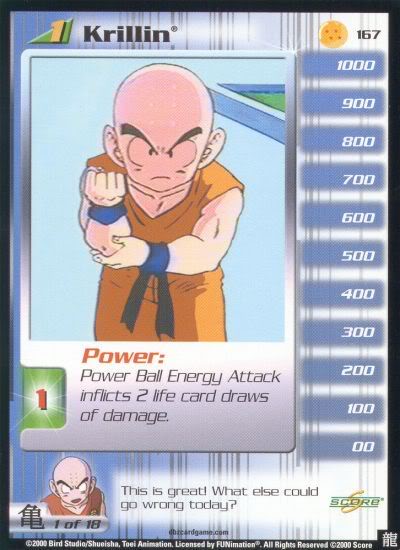 1 Krillin® 167
1000
900
800
700
600
500
400
300
200
100
00
Power:
Power Ball Energy Attack
inflicts 2 life card draws
of damage.
1
This is great! What else could
go wrong today?
亀 1 of 18
SCORE
dbzcardgame.com
©2000 Bird Studio/Shueisha, Toei Animation. Licensed by FUNimation®. All Rights Reserved ©2000 Score
龍